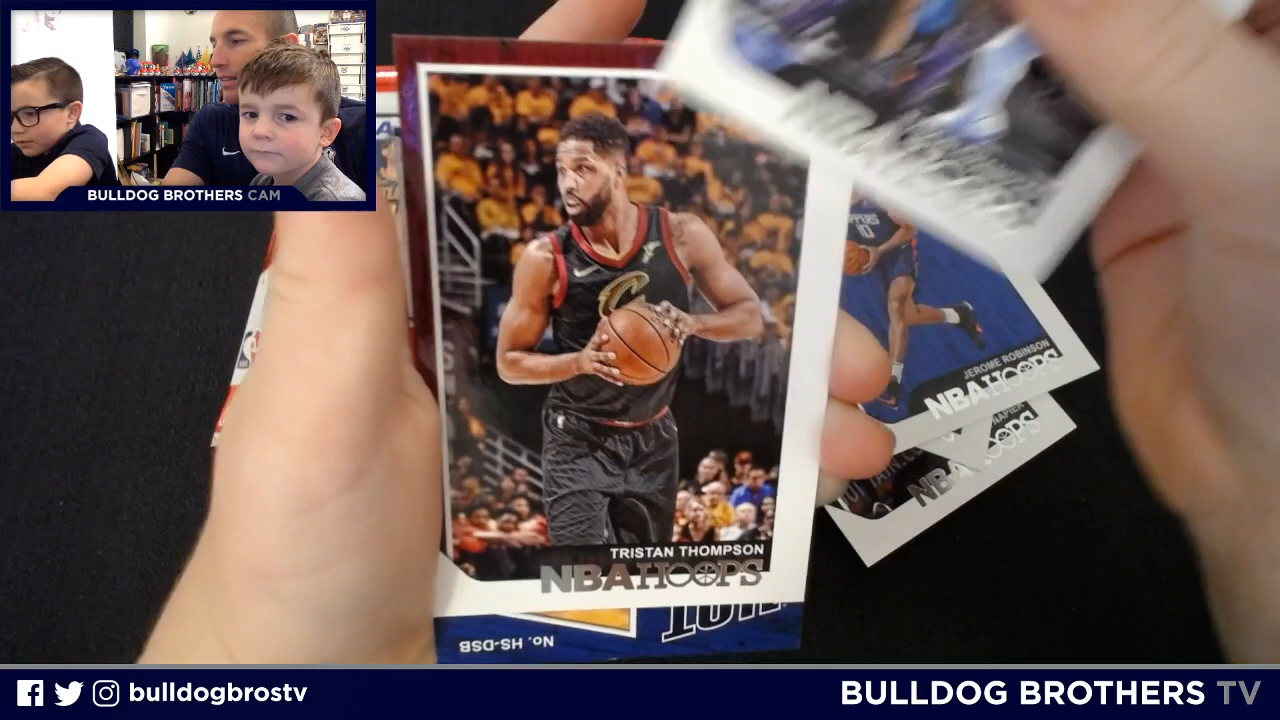 BULLDOG BROTHERS CAM
10
JEROME ROBINSON
NBA HOOPS
NBA HOOPS
TRISTAN THOMPSON
NBA HOOPS
No. HS-DSB
bulldogbrostv
BULLDOG BROTHERS TV